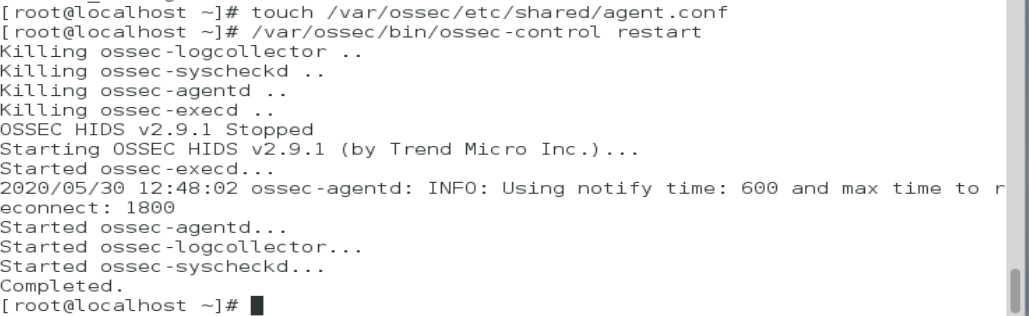 [root@localhost ~]# touch /var/ossec/etc/shared/agent.conf
[root@localhost ~]# /var/ossec/bin/ossec-control restart
Killing ossec-logcollector ..
Killing ossec-syscheckd ..
Killing ossec-agentd ..
Killing ossec-execd ..
OSSEC HIDS v2.9.1 Stopped
Starting OSSEC HIDS v2.9.1 (by Trend Micro Inc.)...
Started ossec-execd...
2020/05/30 12:48:02 ossec-agentd: INFO: Using notify time: 600 and max time to r
econnect: 1800
Started ossec-agentd...
Started ossec-logcollector...
Started ossec-syscheckd...
Completed.
[root@localhost ~]#